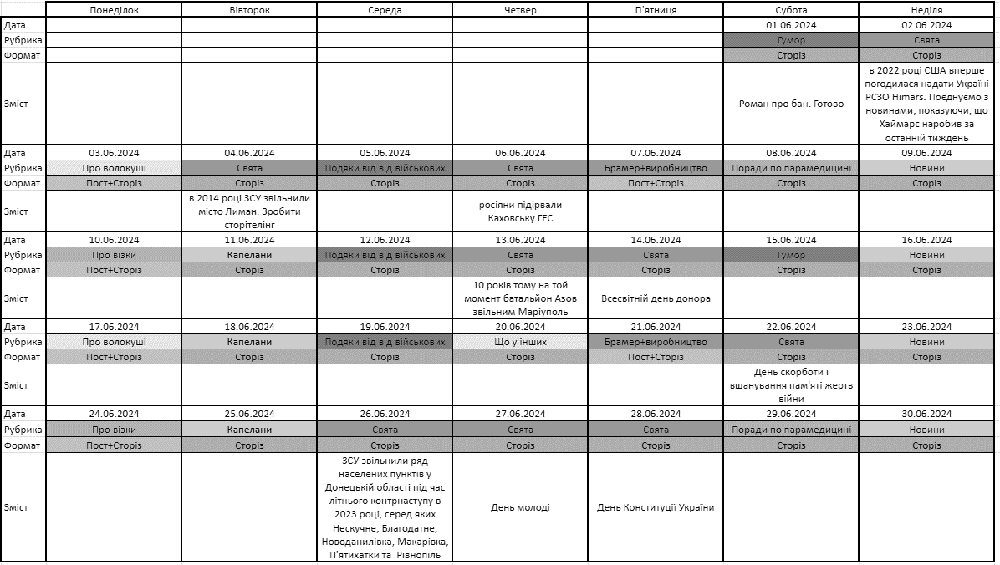 Понеділок Вівторок Середа Четвер П'ятниця Субота Неділя
Дата 01.06.2024 02.06.2024
Рубрика Гумор Свята
Формат Сторіз Сторіз
Зміст Роман про бан. Готово
в 2022 році США вперше
погодилася надати Україні
РСЗО Himars. Поєднуємо з
новинами, показуючи, що
Хаймарс наробив за
останній тиждень
Дата 03.06.2024 04.06.2024 05.06.2024 06.06.2024 07.06.2024 08.06.2024 09.06.2024
Рубрика Про волокуші Свята Подяки від від військових Свята Брамер+виробництво Поради по парамедицині Новини
Формат Пост+Сторіз Сторіз Сторіз Сторіз Пост+Сторіз Сторіз Сторіз
Зміст
в 2014 році ЗСУ звільнили
місто Лиман. Зробити
сторітелінг
росіяни підірвали
Каховську ГЕС
Дата 10.06.2024 11.06.2024 12.06.2024 13.06.2024 14.06.2024 15.06.2024 16.06.2024
Рубрика Про візки Капелани Подяки від від військових Свята Свята Гумор Новини
Формат Пост+Сторіз Сторіз Сторіз Сторіз Сторіз Сторіз Сторіз
Зміст
10 років тому на той
момент батальйон Азов
звільним Маріуполь
Всесвітній день донора
Дата 17.06.2024 18.06.2024 19.06.2024 20.06.2024 21.06.2024 22.06.2024 23.06.2024
Рубрика Про волокуші Капелани Подяки від від військових Що у інших Брамер+виробництво Свята Новини
Формат Пост+Сторіз Сторіз Сторіз Сторіз Пост+Сторіз Сторіз Сторіз
Зміст
День скорботи і
вшанування пам'яті жертв
війни
Дата 24.06.2024 25.06.2024 26.06.2024 27.06.2024 28.06.2024 29.06.2024 30.06.2024
Рубрика Про візки Капелани Свята Свята Свята Поради по парамедицині Новини
Формат Пост+Сторіз Сторіз Сторіз Сторіз Сторіз Сторіз Сторіз
Зміст
ЗСУ звільнили ряд
населених пунктів у
Донецькій області під час
літнього контрнаступу в
2023 році, серед яких
Нескучне, Благодатне,
Новоданилівка, Макарівка,
П'ятихатки та Рівнопіль
День молоді
День Конституції України